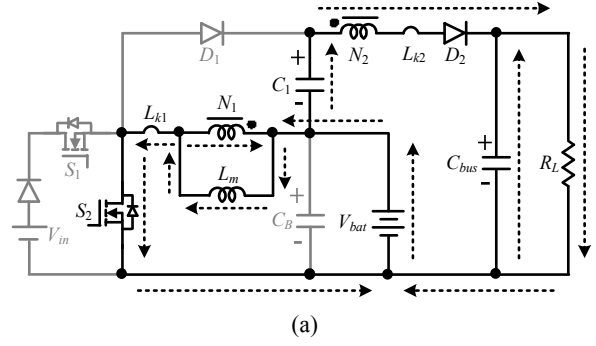 D1
N2
Lk2
D2
+
C1
-
Lk1
N1
S1
Lm
S2
+
CB
-
Vbat
+
Cbus
-
RL
Vin
(a)